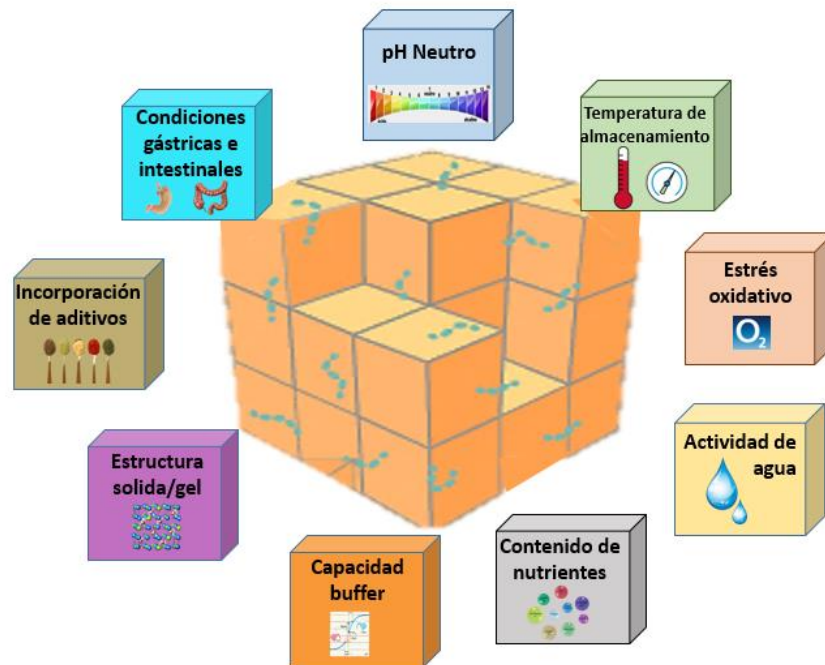 pH Neutro
Condiciones
gástricas e
intestinales
Temperatura de
almacenamiento
Incorporación
de aditivos
Estrés
oxidativo
O2
Estructura
solida/gel
Actividad de
agua
Capacidad
buffer
Contenido de
nutrientes